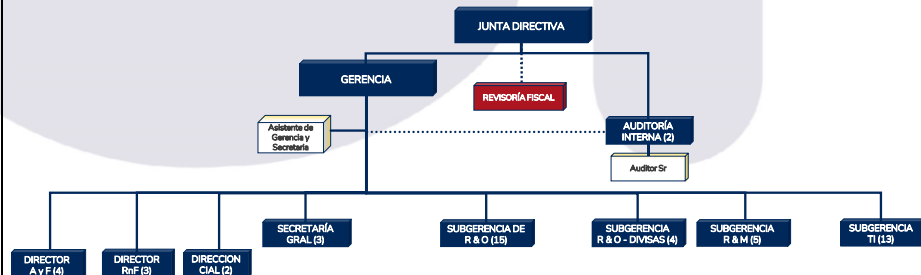 JUNTA DIRECTIVA
GERENCIA
REVISORÍA FISCAL
Asistente de
Gerencia y
Secretaria
AUDITORÍA
INTERNA (2)
Auditor Sr
SECRETARÍA
GRAL (3)
SUBGERENCIA DE
R & O (15)
SUBGERENCIA
R & O - DIVISAS (4)
SUBGERENCIA
R & M (5)
SUBGERENCIA
TI (13)
DIRECTOR
A y F (4)
DIRECTOR
RnF (3)
DIRECCION
CIAL (2)